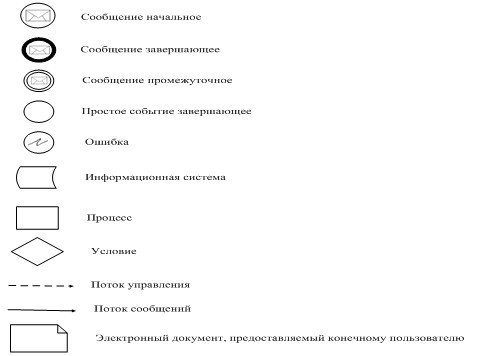 Сообщение начальное
Сообщение завершающее
Сообщение промежуточное
Простое событие завершающее
Ошибка
Информационная система
Процесс
Условие
Поток управления
Поток сообщений
Электронный документ, предоставляемый конечному пользователю